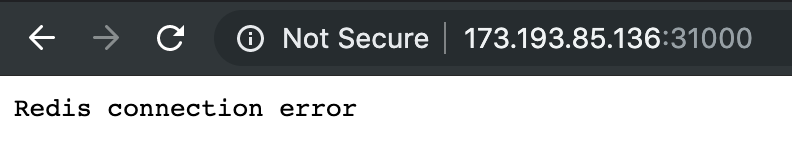 Not Secure | 173.193.85.136:31000
Redis connection error